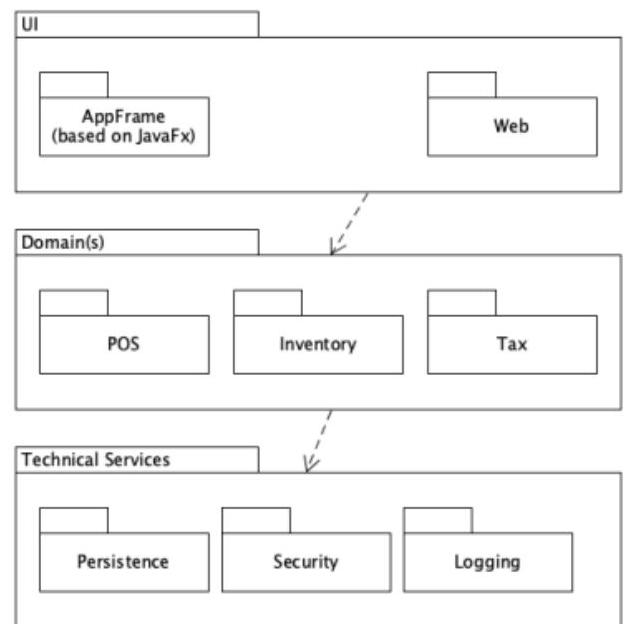 UI
AppFrame
(based on JavaFx)
Web
Domain(s)
POS
Inventory
Tax
Technical Services
Persistence
Security
Logging